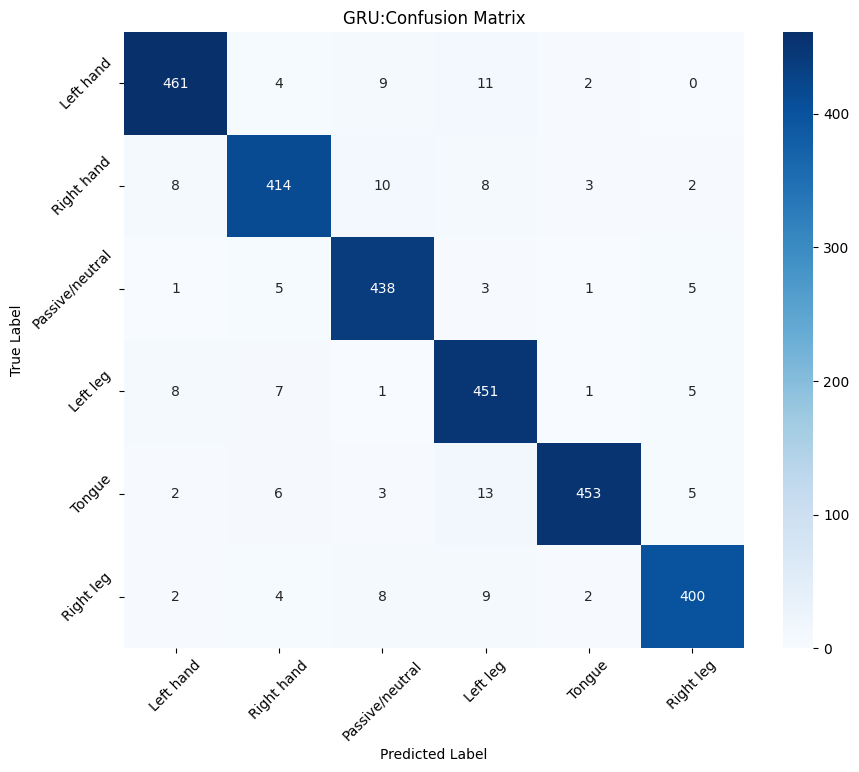 GRU:Confusion Matrix
True Label
Left hand 461 4 9 11 2 0
Right hand 8 414 10 8 3 2
Passive/neutral 1 5 438 3 1 5
Left leg 8 7 1 451 1 5
Tongue 2 6 3 13 453 5
Right leg 2 4 8 9 2 400
Left hand Right hand Passive/neutral Left leg Tongue Right leg
Predicted Label
400
300
200
100
0